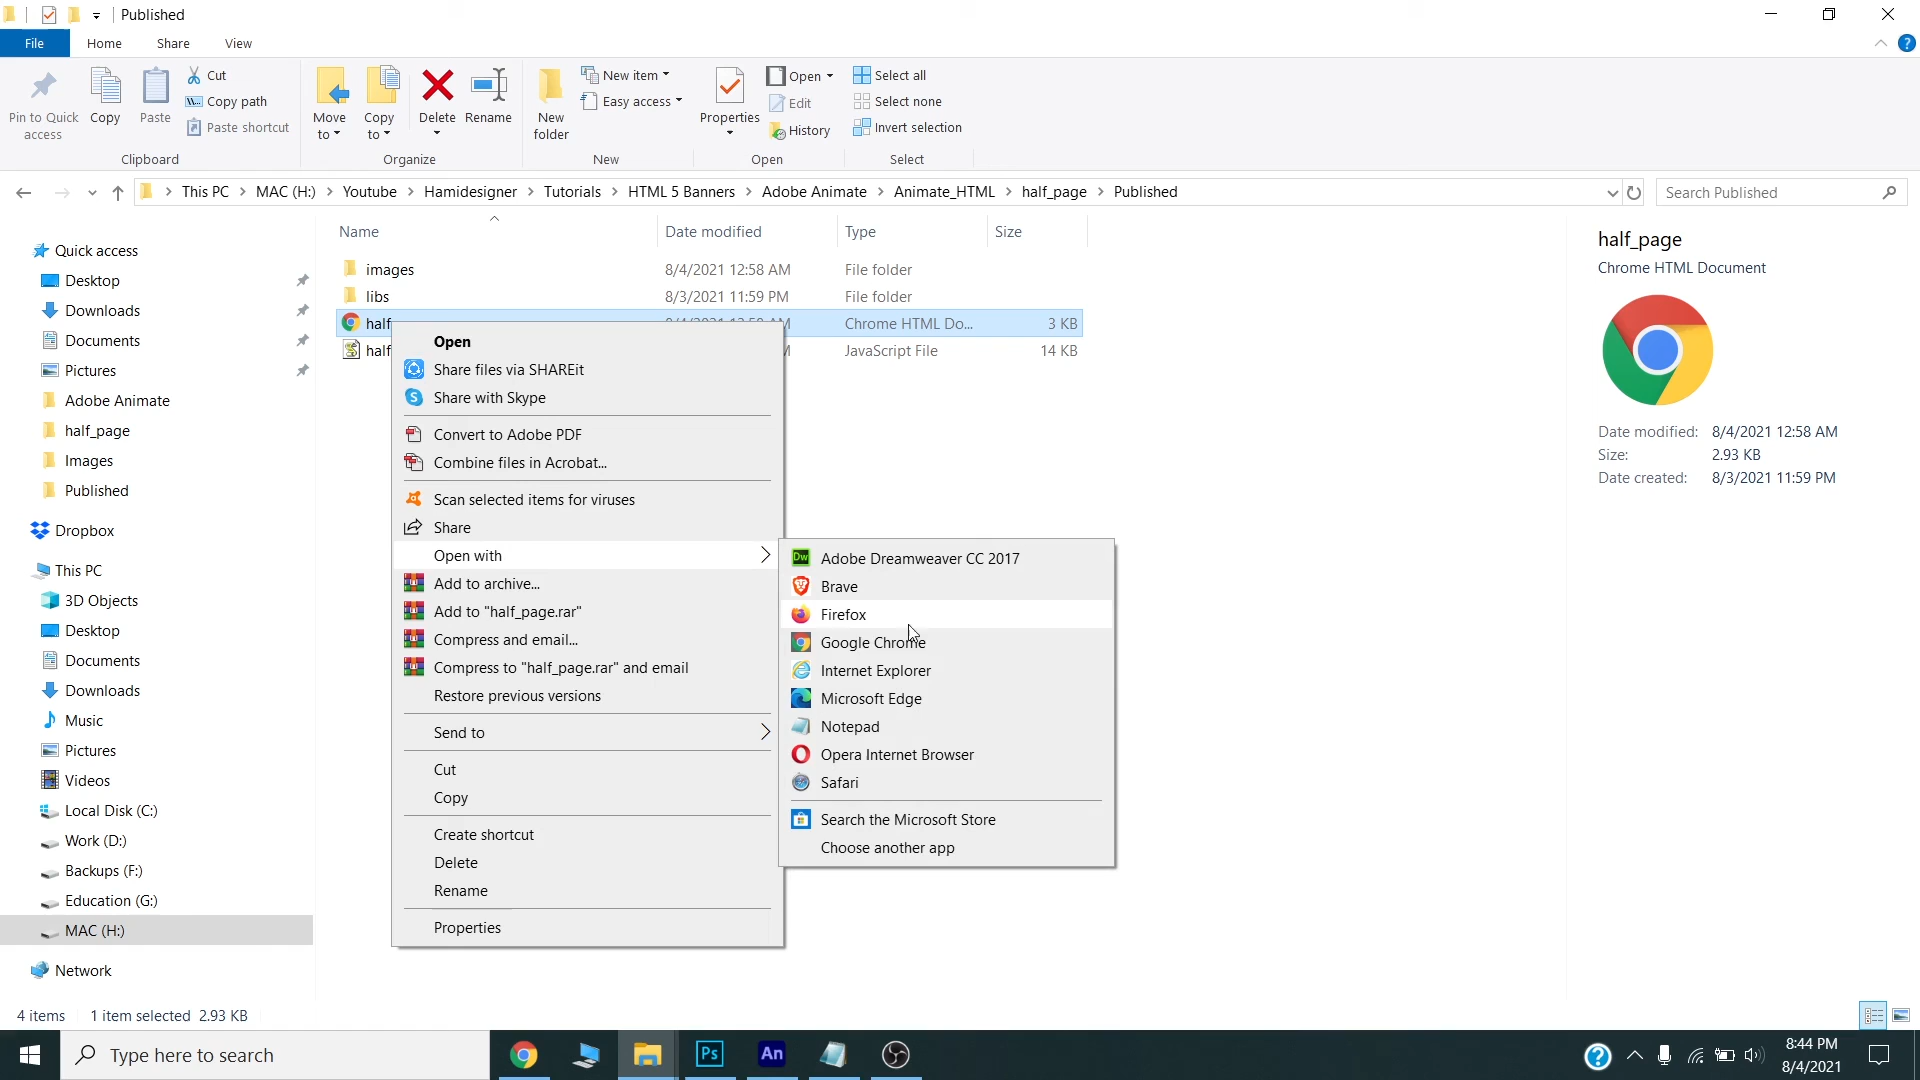 Published
File Home Share View
Pin to Quick access
Copy
Paste
Cut
Copy path
Paste shortcut
Clipboard
Move to
Copy to
Delete
Rename
Organize
New folder
New item
Easy access
New
Properties
Open
Edit
History
Open
Select all
Select none
Invert selection
Select
This PC > MAC (H:) > Youtube > Hamidesigner > Tutorials > HTML 5 Banners > Adobe Animate > Animate_HTML > half_page > Published
Search Published
Quick access
Desktop
Downloads
Documents
Pictures
Adobe Animate
half_page
Images
Published
Dropbox
This PC
3D Objects
Desktop
Documents
Downloads
Music
Pictures
Videos
Local Disk (C:)
Work (D:)
Backups (F:)
Education (G:)
MAC (H:)
Network
Name Date modified Type Size
images 8/4/2021 12:58 AM File folder
libs 8/3/2021 11:59 PM File folder
half Chrome HTML Do... 3 KB
half JavaScript File 14 KB
Open
Share files via SHAREit
Share with Skype
Convert to Adobe PDF
Combine files in Acrobat...
Scan selected items for viruses
Share
Open with
Add to archive...
Add to "half_page.rar"
Compress and email...
Compress to "half_page.rar" and email
Restore previous versions
Send to
Cut
Copy
Create shortcut
Delete
Rename
Properties
Adobe Dreamweaver CC 2017
Brave
Firefox
Google Chrome
Internet Explorer
Microsoft Edge
Notepad
Opera Internet Browser
Safari
Search the Microsoft Store
Choose another app
half_page
Chrome HTML Document
Date modified: 8/4/2021 12:58 AM
Size: 2.93 KB
Date created: 8/3/2021 11:59 PM
4 items 1 item selected 2.93 KB
Type here to search
Ps
An
8:44 PM
8/4/2021